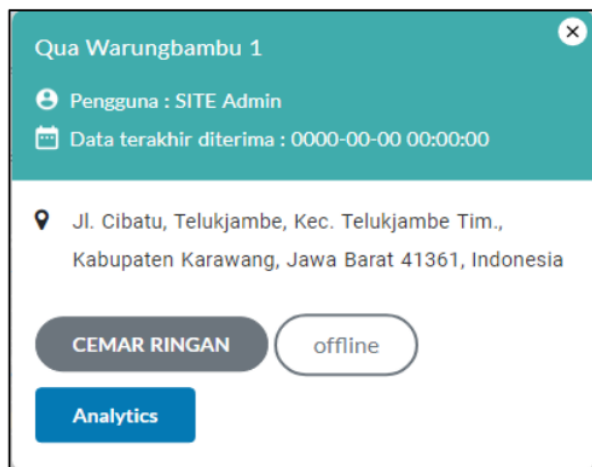 Qua Warungbambu 1
Pengguna : SITE Admin
Data terakhir diterima : 0000-00-00 00:00:00
Jl. Cibatu, Telukjambe, Kec. Telukjambe Tim.,
Kabupaten Karawang, Jawa Barat 41361, Indonesia
CEMAR RINGAN
offline
Analytics